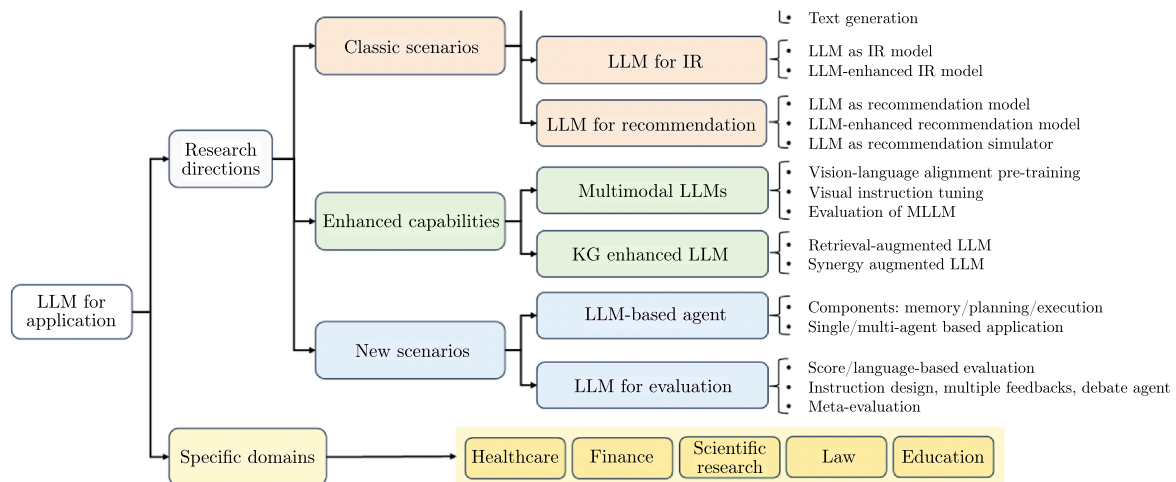 Text generation
Classic scenarios
LLM for IR
LLM as IR model
LLM-enhanced IR model
LLM for recommendation
LLM as recommendation model
LLM-enhanced recommendation model
LLM as recommendation simulator
Research
directions
Enhanced capabilities
Multimodal LLMs
Vision-language alignment pre-training
Visual instruction tuning
Evaluation of MLLM
KG enhanced LLM
Retrieval-augmented LLM
Synergy augmented LLM
LLM for
application
New scenarios
LLM-based agent
Components: memory/planning/execution
Single/multi-agent based application
LLM for evaluation
Score/language-based evaluation
Instruction design, multiple feedbacks, debate agent
Meta-evaluation
Specific domains
Healthcare
Finance
Scientific
research
Law
Education